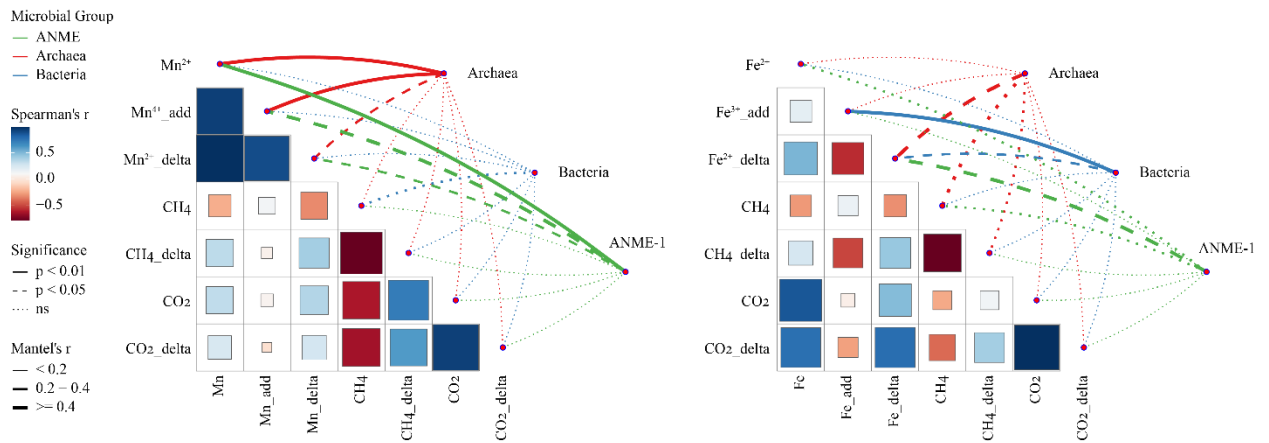 Microbial Group
ANME
Archaea
Bacteria
Spearman's r
0.5
0.0
−0.5
Significance
p < 0.01
p < 0.05
ns
Mantel's r
< 0.2
0.2 − 0.4
>= 0.4
Mn²⁺
Mn⁴⁺_add
Mn²⁺_delta
CH4
CH4_delta
CO2
CO2_delta
Mn
Mn_add
Mn_delta
CH4
CH4_delta
CO2
CO2_delta
Archaea
Bacteria
ANME-1
Fe²⁺
Fe³⁺_add
Fe²⁺_delta
CH4
CH4_delta
CO2
CO2_delta
Fe
Fe_add
Fe_delta
CH4
CH4_delta
CO2
CO2_delta
Archaea
Bacteria
ANME-1